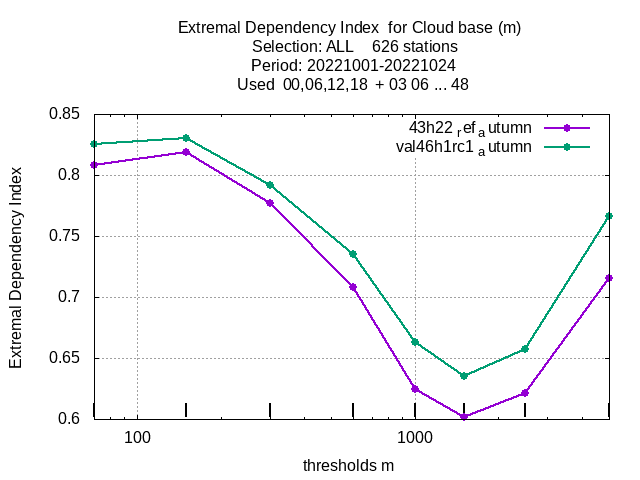 Extremal Dependency Index  for Cloud base (m)
Selection: ALL    626 stations
Period: 20221001-20221024
Used  00,06,12,18  + 03 06 ... 48
0.85
0.8
0.75
0.7
0.65
0.6
Extremal Dependency Index
43h22 ref autumn
val46h1rc1 autumn
100
1000
thresholds m